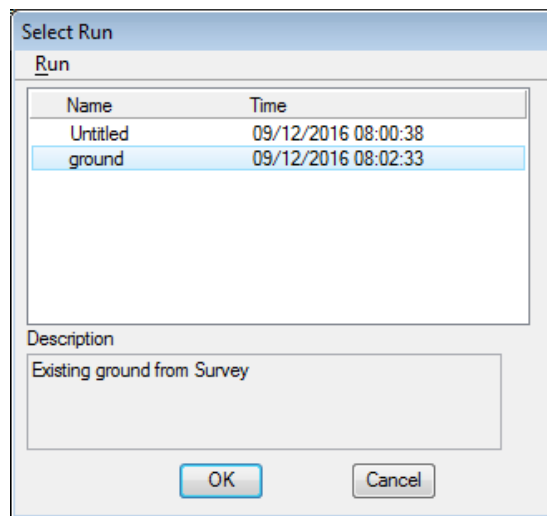 Select Run
Run
Name Time
Untitled 09/12/2016 08:00:38
ground 09/12/2016 08:02:33
Description
Existing ground from Survey
OK Cancel